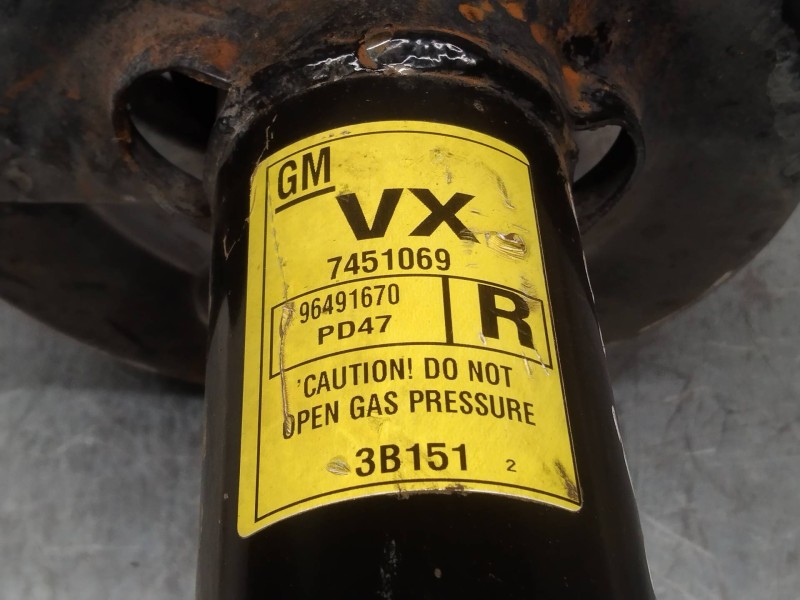 GM
VX
7451069
96491670
PD47
R
CAUTION! DO NOT
OPEN GAS PRESSURE
3B151 2